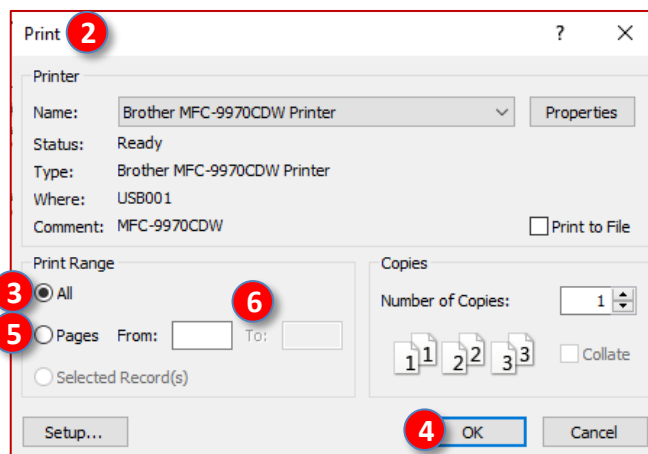 Print 2 ?
Printer
Name: Brother MFC-9970CDW Printer Properties
Status: Ready
Type: Brother MFC-9970CDW Printer
Where: USB001
Comment: MFC-9970CDW Print to File
Print Range
3 All 6
5 Pages From: To:
Selected Record(s)
Copies
Number of Copies: 1
1 1 2 2 3 3 Collate
Setup... 4 OK Cancel